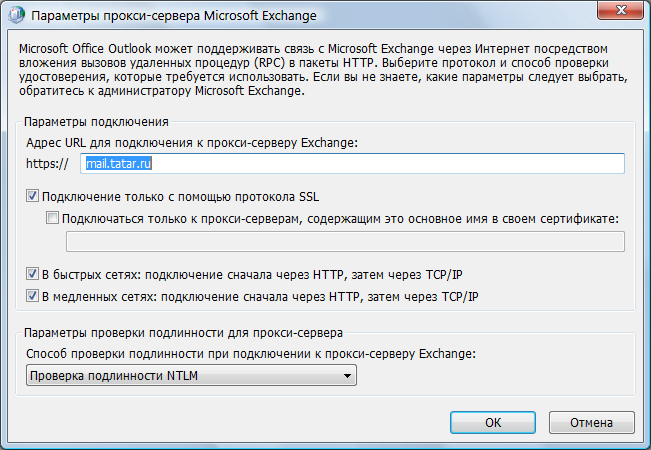 Параметры прокси-сервера Microsoft Exchange
Microsoft Office Outlook может поддерживать связь с Microsoft Exchange через Интернет посредством
вложения вызовов удаленных процедур (RPC) в пакеты HTTP. Выберите протокол и способ проверки
удостоверения, которые требуется использовать. Если вы не знаете, какие параметры следует выбрать,
обратитесь к администратору Microsoft Exchange.
Параметры подключения
Адрес URL для подключения к прокси-серверу Exchange:
https:// mail.tatar.ru
Подключение только с помощью протокола SSL
Подключаться только к прокси-серверам, содержащим это основное имя в своем сертификате:
В быстрых сетях: подключение сначала через HTTP, затем через TCP/IP
В медленных сетях: подключение сначала через HTTP, затем через TCP/IP
Параметры проверки подлинности для прокси-сервера
Способ проверки подлинности при подключении к прокси-серверу Exchange:
Проверка подлинности NTLM
ОК Отмена